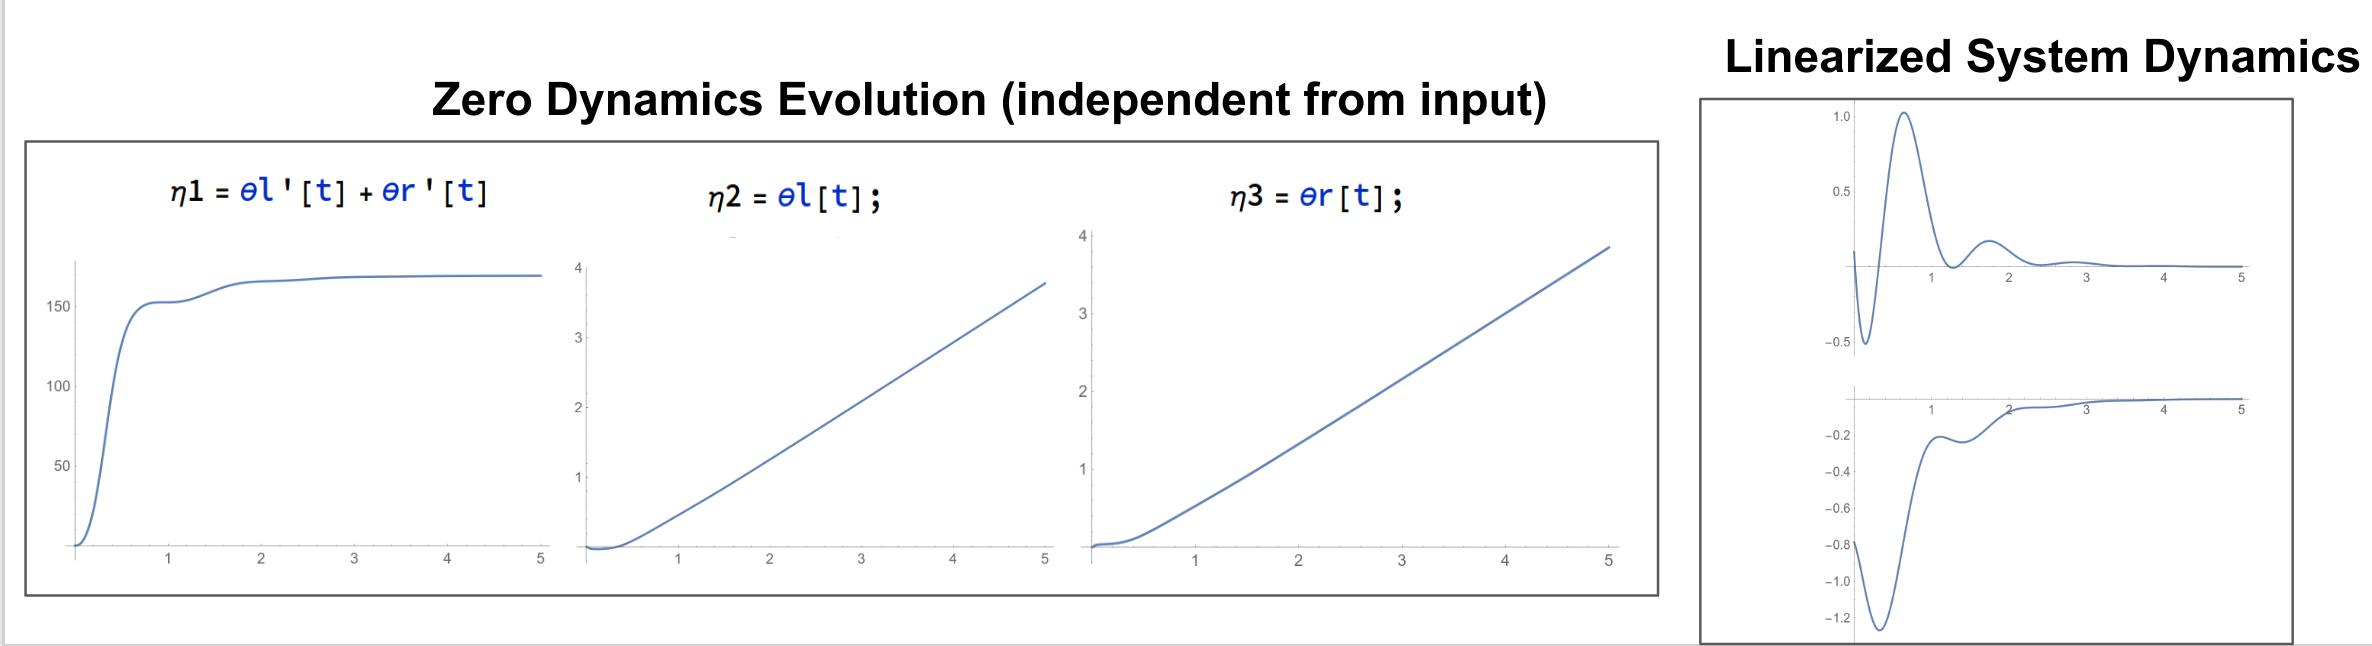 Linearized System Dynamics
Zero Dynamics Evolution (independent from input)
η1 = θl'[t] + θr'[t]
η2 = θl[t];
η3 = θr[t];
150
100
50
1 2 3 4 5
4
3
2
1
1 2 3 4 5
4
3
2
1
1 2 3 4 5
1.0
0.5
1 2 3 4 5
−0.5
1 2 3 4 5
−0.2
−0.4
−0.6
−0.8
−1.0
−1.2